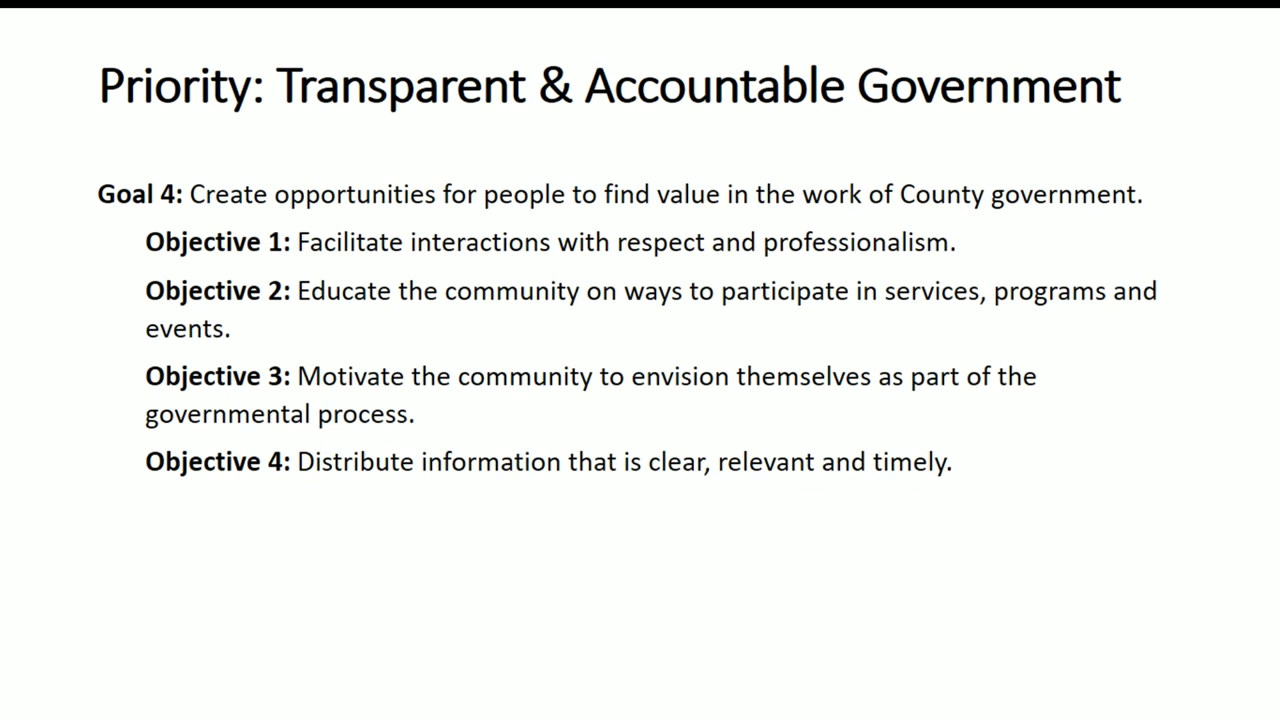 Priority: Transparent & Accountable Government
Goal 4: Create opportunities for people to find value in the work of County government.
Objective 1: Facilitate interactions with respect and professionalism.
Objective 2: Educate the community on ways to participate in services, programs and
events.
Objective 3: Motivate the community to envision themselves as part of the
governmental process.
Objective 4: Distribute information that is clear, relevant and timely.